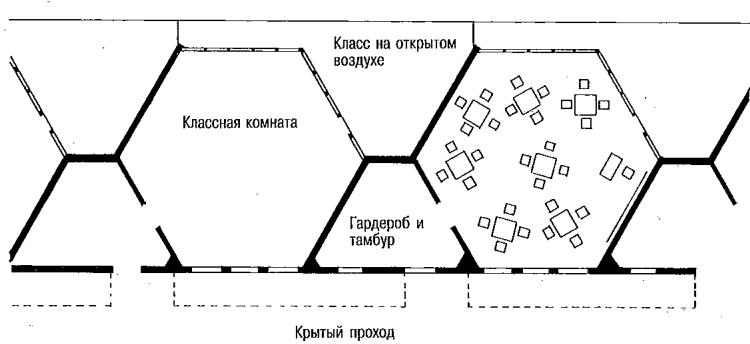 Класс на открытом
воздухе
Классная комната
Гардероб и
тамбур
Крытый проход